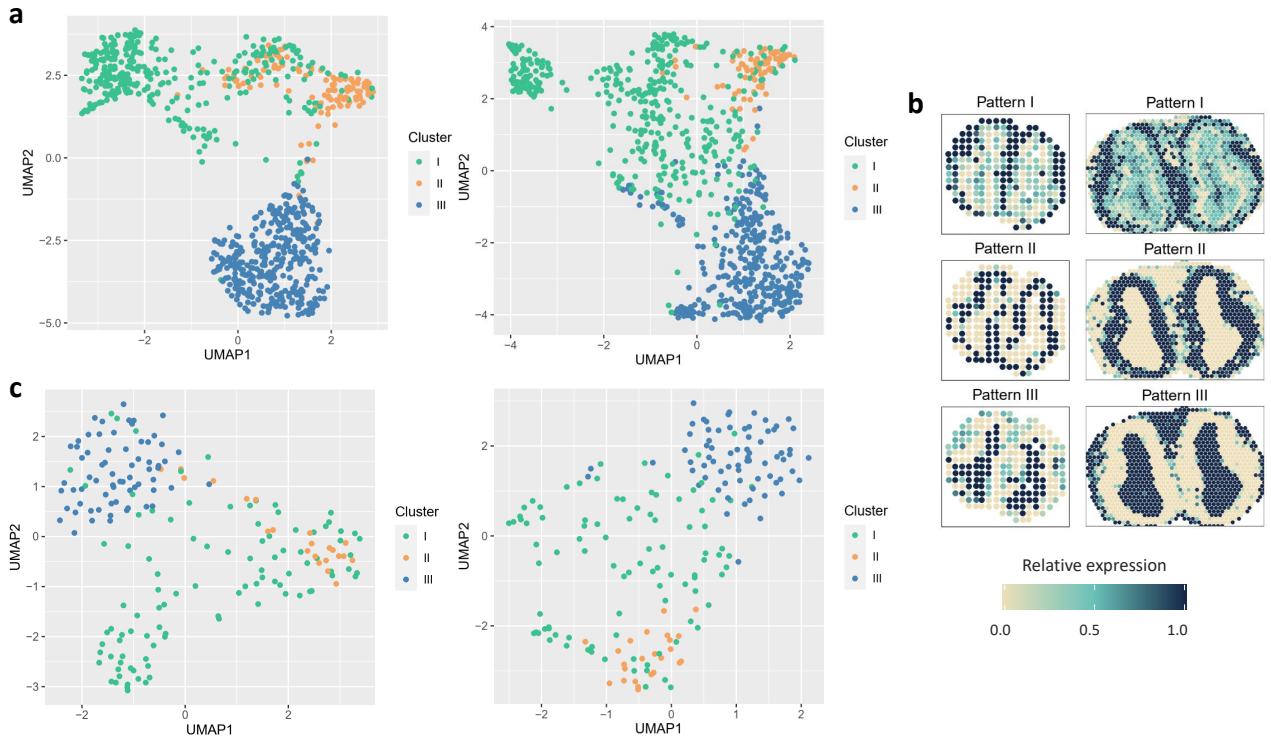 a
2.5
0.0
−2.5
−5.0
−2
0
2
UMAP1
UMAP2
Cluster
I
II
III
4
2
0
−2
−4
−4
−2
0
2
UMAP1
UMAP2
Cluster
I
II
III
b
Pattern I
Pattern I
Pattern II
Pattern II
Pattern III
Pattern III
Relative expression
0.0
0.5
1.0
c
2
1
0
−1
−2
−3
−2
0
2
UMAP1
UMAP2
Cluster
I
II
III
2
0
−2
−2
−1
0
1
2
UMAP1
UMAP2
Cluster
I
II
III